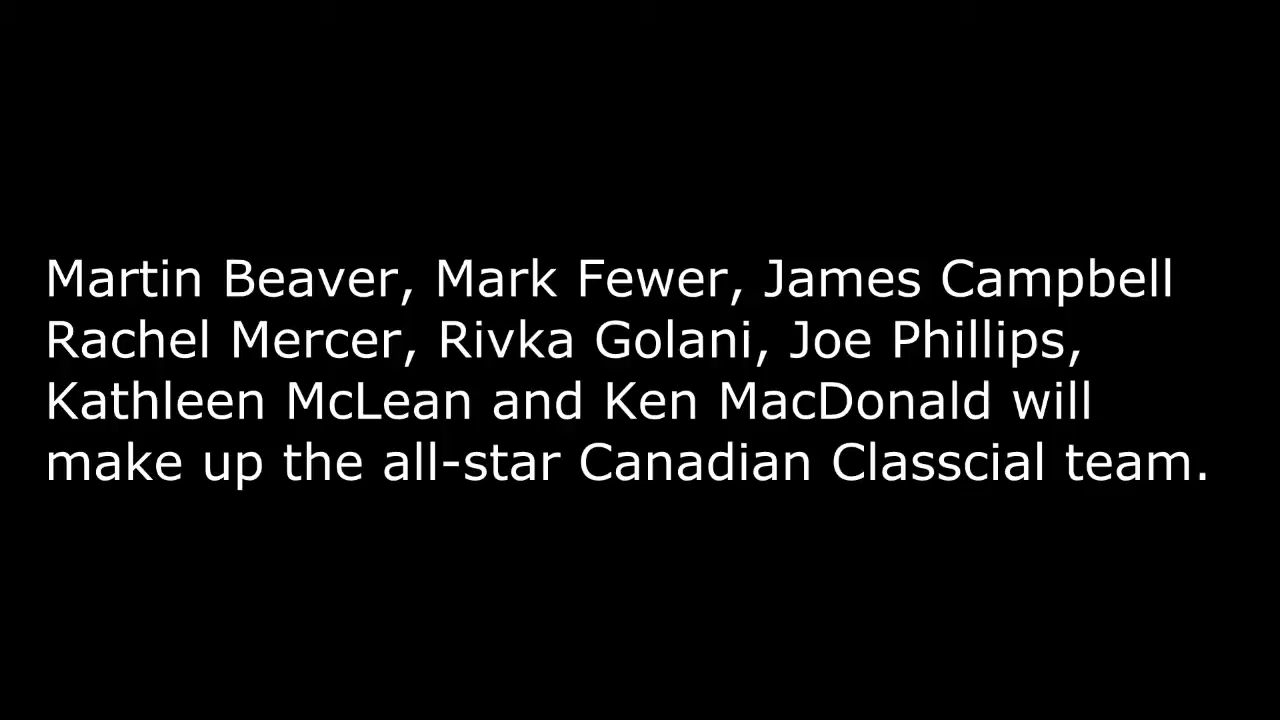 Martin Beaver, Mark Fewer, James Campbell
Rachel Mercer, Rivka Golani, Joe Phillips,
Kathleen McLean and Ken MacDonald will
make up the all-star Canadian Classcial team.